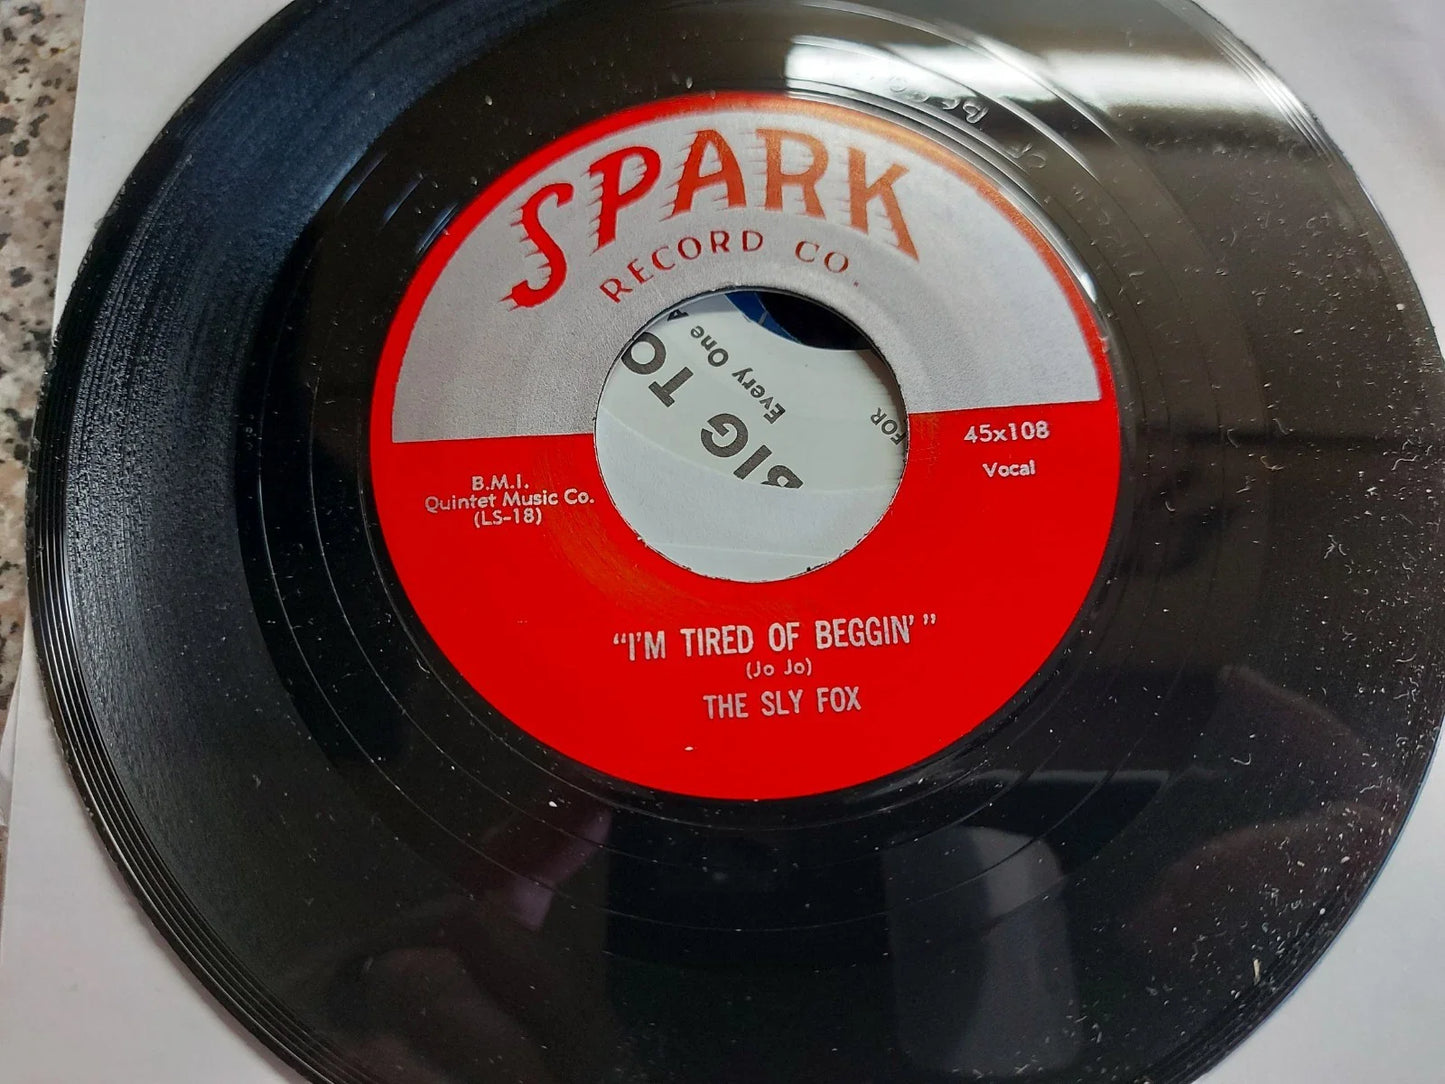 SPARK
RECORD CO.
BIG TO
Every One
FOR
45x108
Vocal
B.M.I.
Quintet Music Co.
(LS-18)
“I'M TIRED OF BEGGIN'”
(Jo Jo)
THE SLY FOX